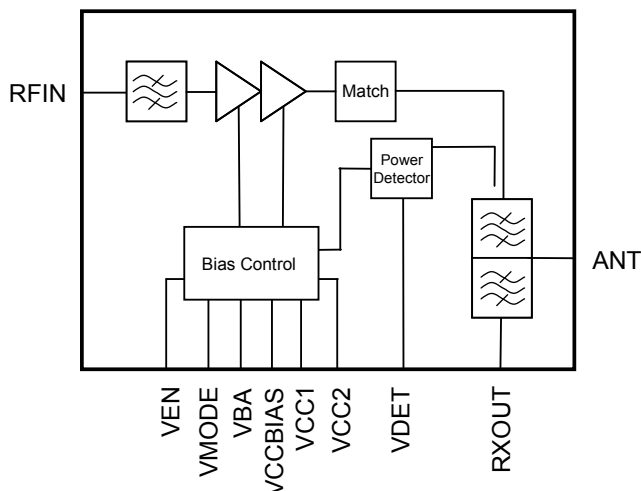 RFIN
Match
Power
Detector
Bias Control
ANT
VEN
VMODE
VBA
VCCBIAS
VCC1
VCC2
VDET
RXOUT